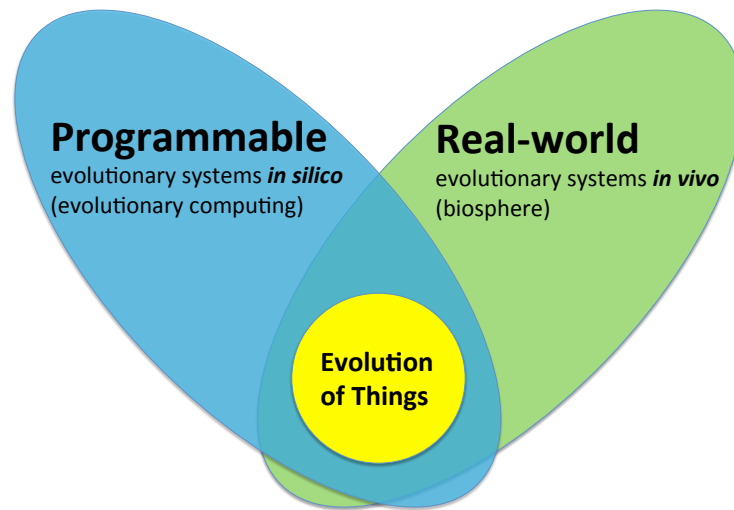 Programmable
evolutionary systems in silico
(evolutionary computing)
Real-world
evolutionary systems in vivo
(biosphere)
Evolution
of Things